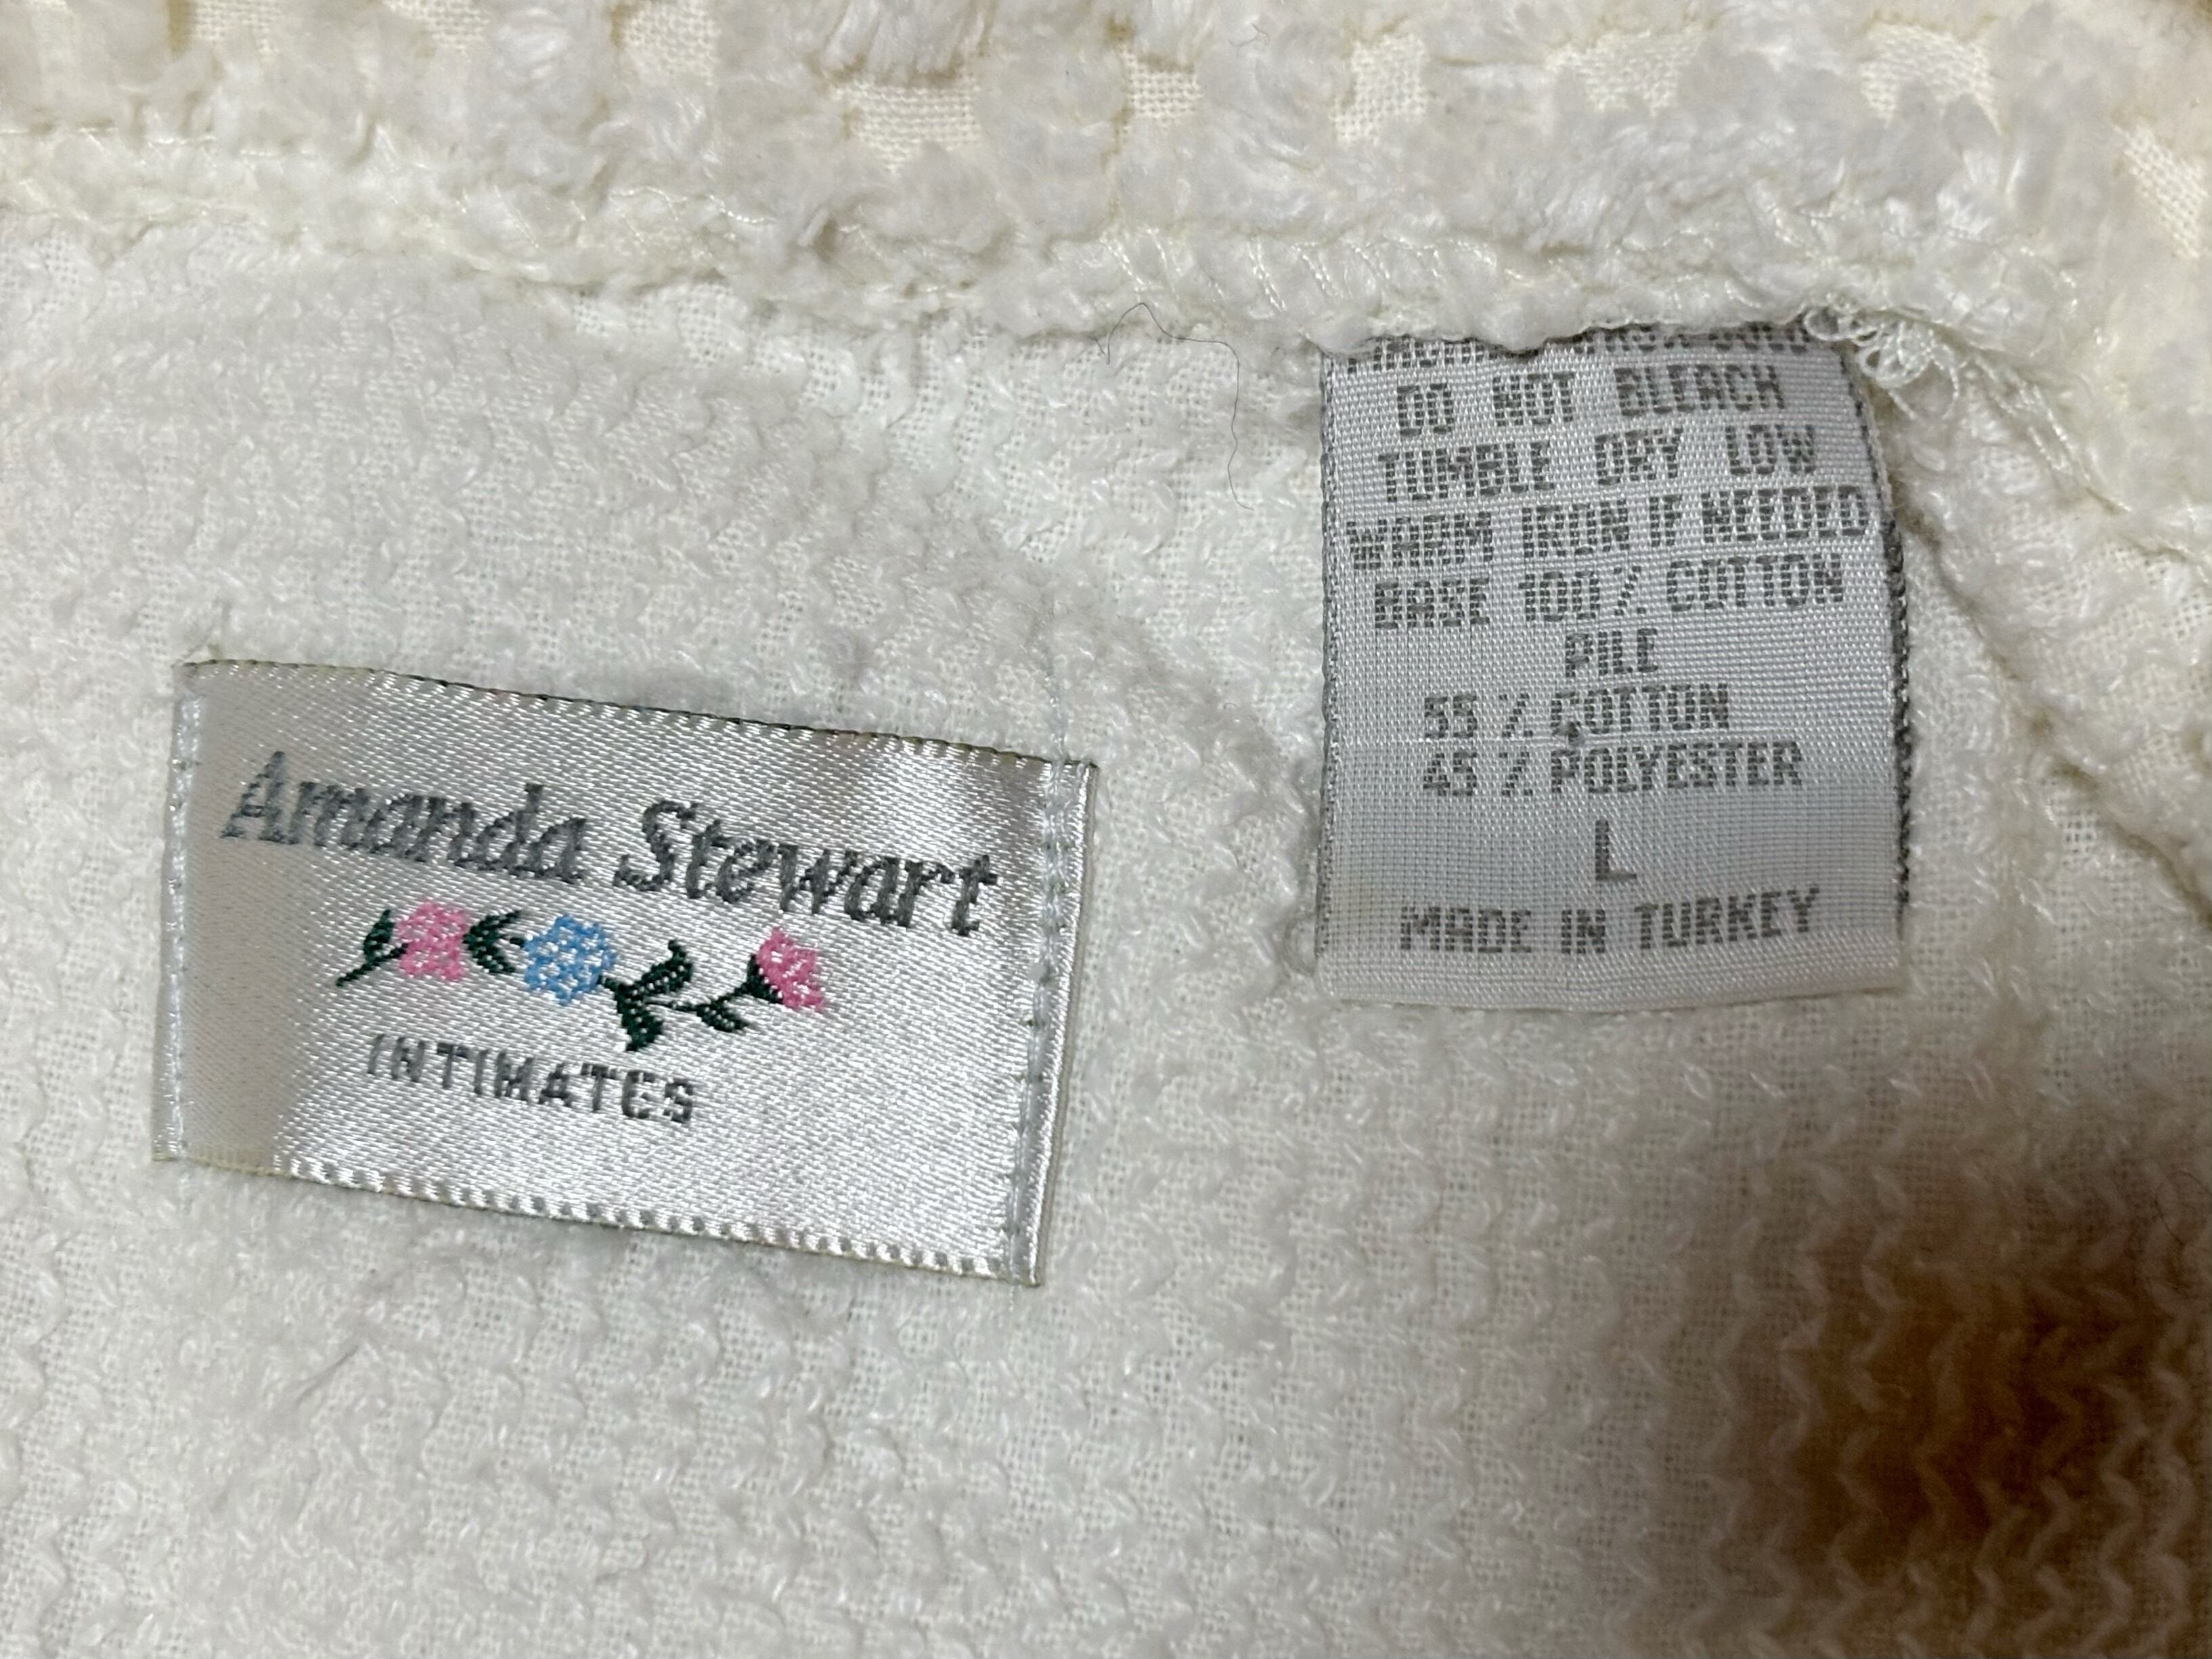 Amanda Stewart
INTIMATES
DO NOT BLEACH
TUMBLE DRY LOW
WARM IRON IF NEEDED
BASE 100% COTTON
PILE
55% COTTON
45% POLYESTER
L
MADE IN TURKEY